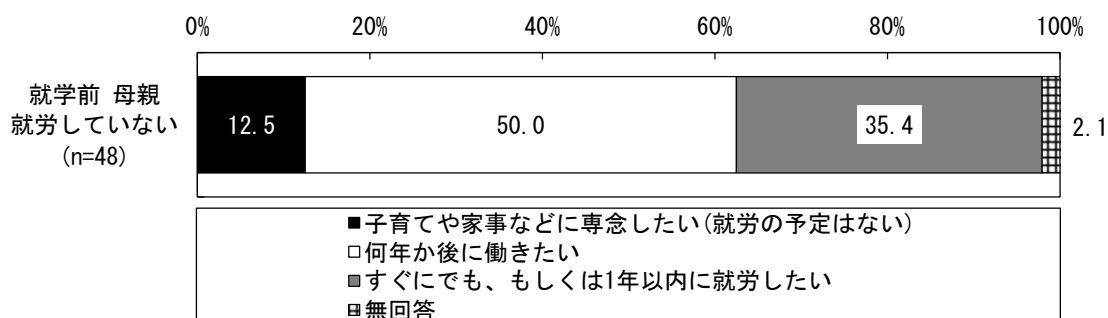 0% 20% 40% 60% 80% 100%
就学前 母親
就労していない
(n=48)
12.5 50.0 35.4 2.1
■子育てや家事などに専念したい(就労の予定はない)
□何年か後に働きたい
■すぐにでも、もしくは1年以内に就労したい
無回答